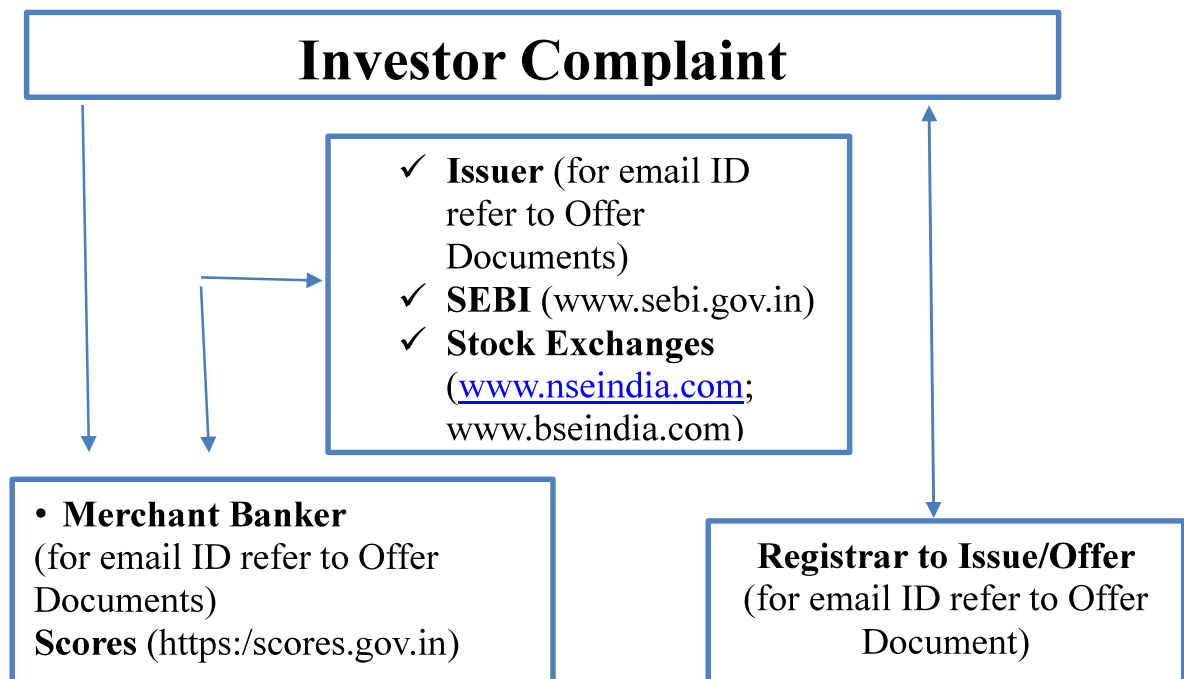 Investor Complaint
✓ Issuer (for email ID
refer to Offer
Documents)
✓ SEBI (www.sebi.gov.in)
✓ Stock Exchanges
(www.nseindia.com;
www.bseindia.com)
• Merchant Banker
(for email ID refer to Offer
Documents)
Scores (https:/scores.gov.in)
Registrar to Issue/Offer
(for email ID refer to Offer
Document)